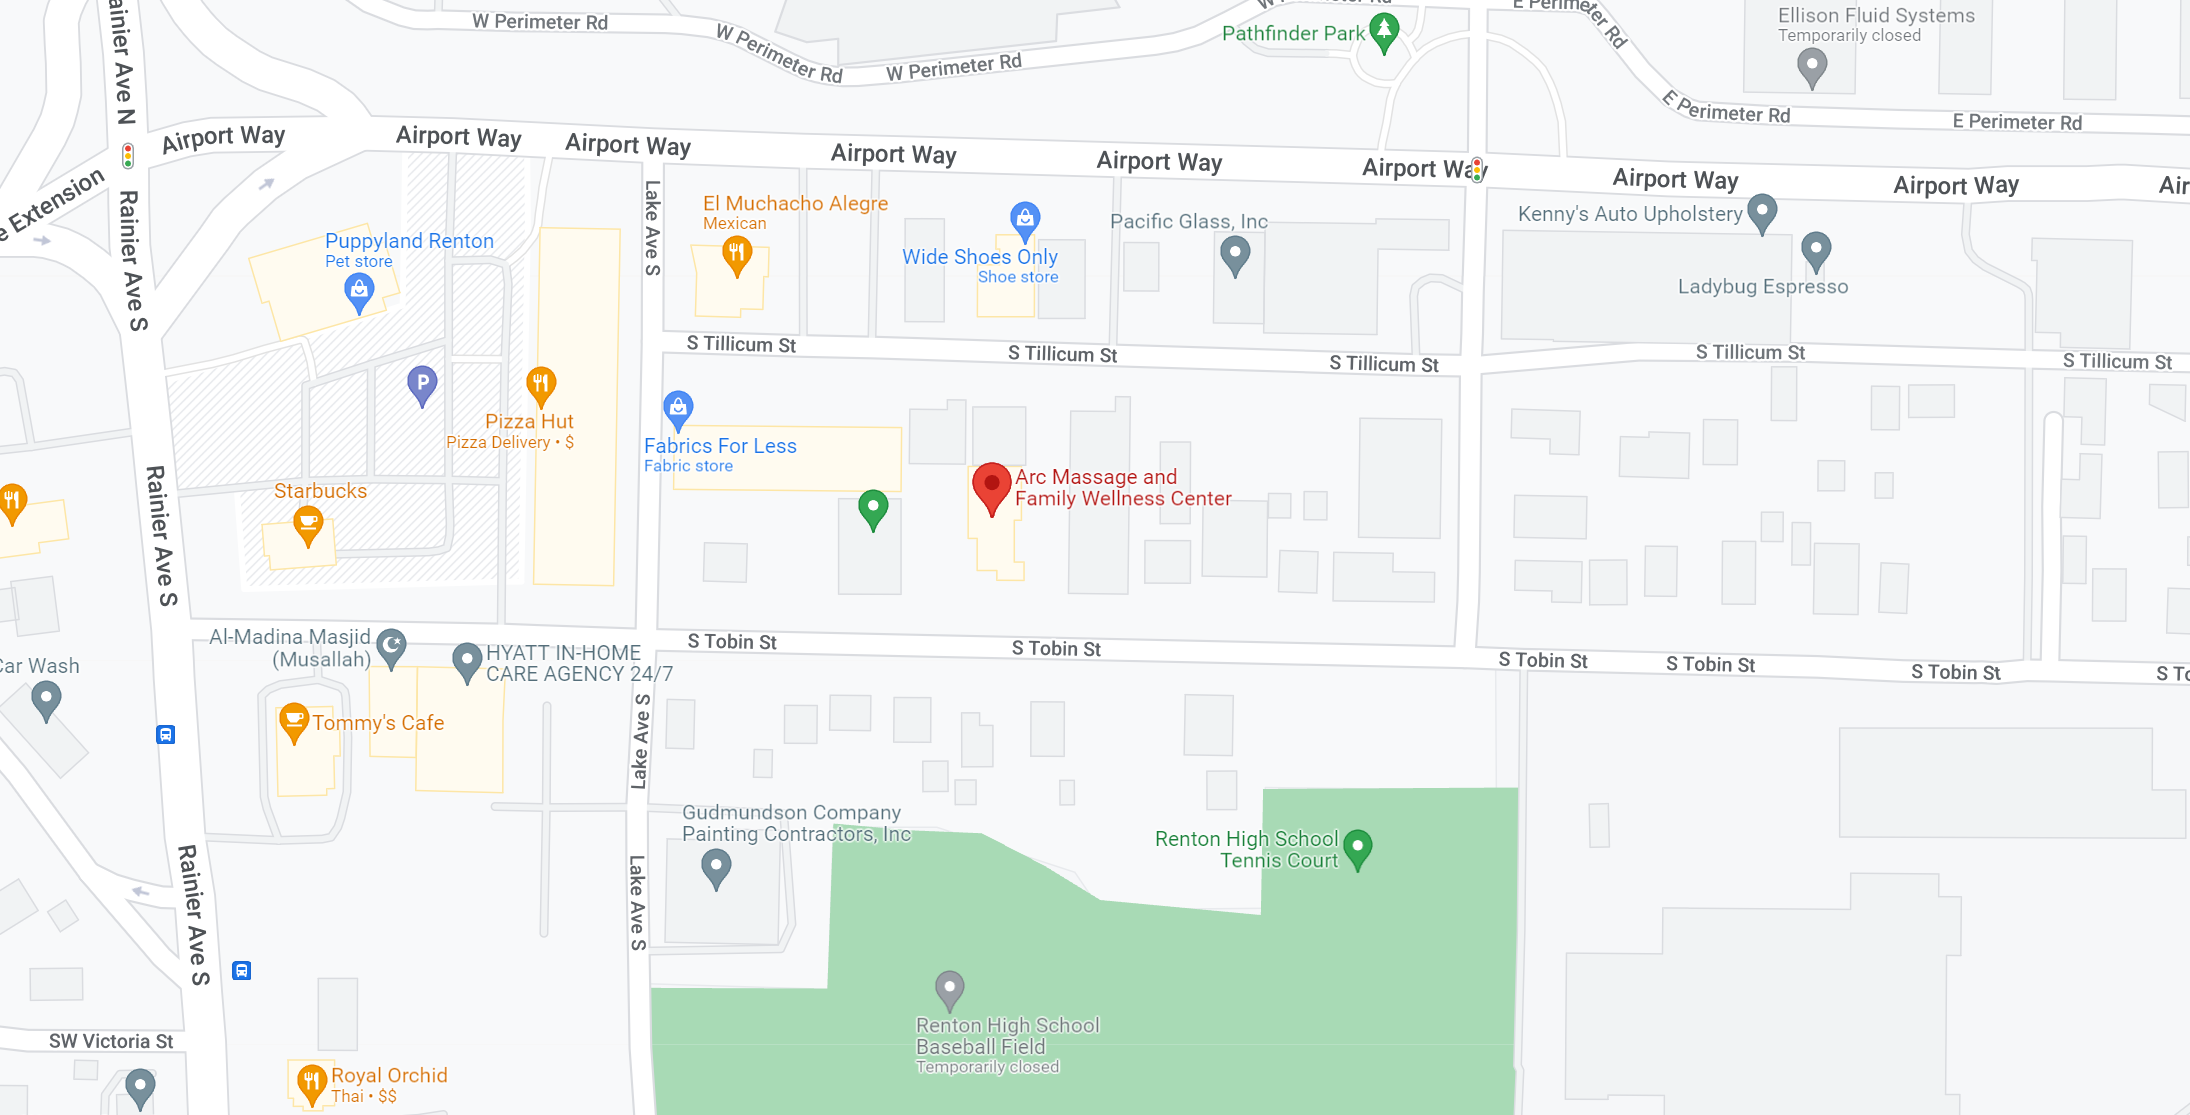 W Perimeter Rd
W Perimeter Rd
W Perimeter Rd
E Perimeter Rd
E Perimeter Rd
E Perimeter Rd
Pathfinder Park
Ellison Fluid Systems
Temporarily closed
Rainier Ave N
Airport Way
Airport Way
Airport Way
Airport Way
Airport Way
Airport Way
Airport Way
Airport Way
Extension
Rainier Ave S
Lake Ave S
Puppyland Renton
Pet store
El Muchacho Alegre
Mexican
Wide Shoes Only
Shoe store
Pacific Glass, Inc
Kenny's Auto Upholstery
Ladybug Espresso
S Tillicum St
S Tillicum St
S Tillicum St
S Tillicum St
S Tillicum St
P
Pizza Hut
Pizza Delivery • $
Fabrics For Less
Fabric store
Arc Massage and
Family Wellness Center
Starbucks
Rainier Ave S
Al-Madina Masjid
(Musallah)
HYATT IN-HOME
CARE AGENCY 24/7
S Tobin St
S Tobin St
S Tobin St
S Tobin St
S Tobin St
Car Wash
Tommy's Cafe
Lake Ave S
Gudmundson Company
Painting Contractors, Inc
Renton High School
Tennis Court
Rainier Ave S
Lake Ave S
Renton High School
Baseball Field
Temporarily closed
SW Victoria St
Royal Orchid
Thai • $$